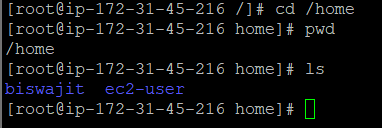 [root@ip-172-31-45-216 /]# cd /home
[root@ip-172-31-45-216 home]# pwd
/home
[root@ip-172-31-45-216 home]# ls
biswajit  ec2-user
[root@ip-172-31-45-216 home]#